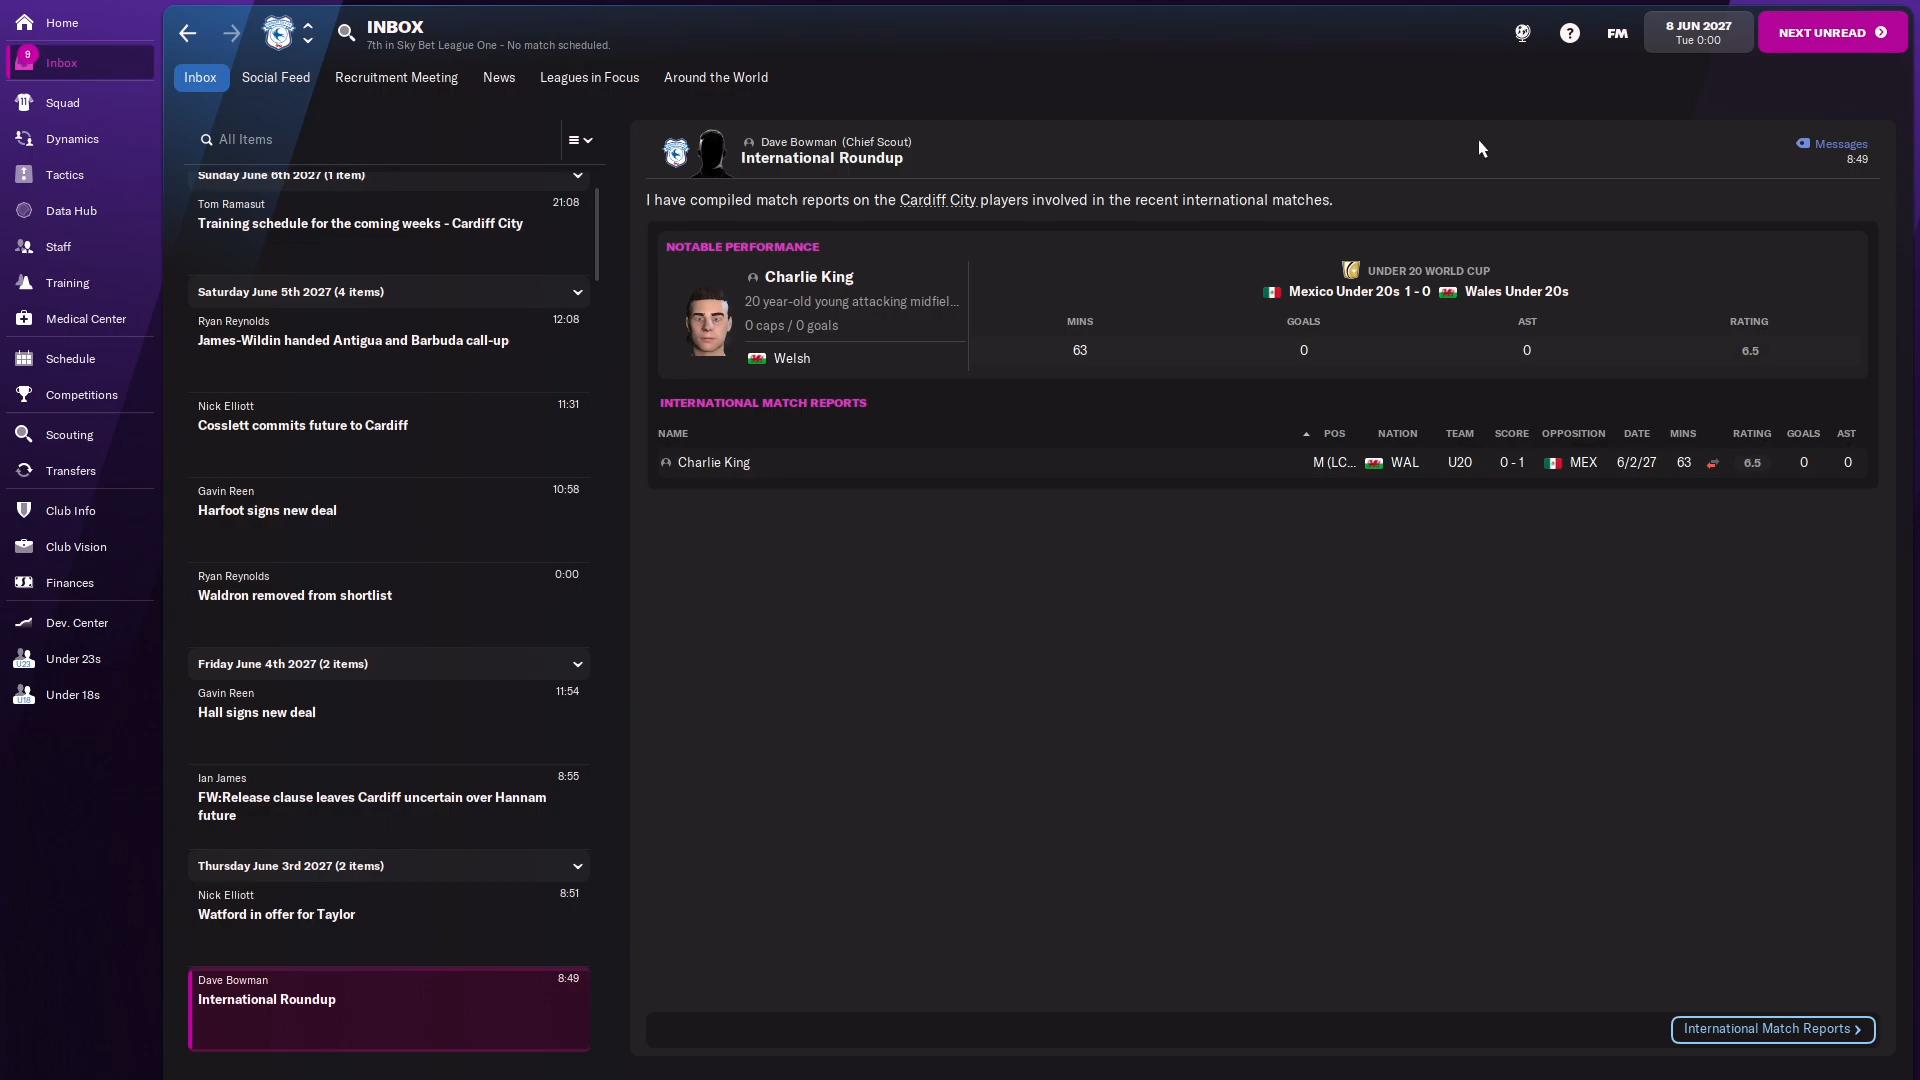 Home
9
Inbox
Squad
Dynamics
Tactics
Data Hub
Staff
Training
Medical Center
Schedule
Competitions
Scouting
Transfers
Club Info
Club Vision
Finances
Dev. Center
U23
Under 23s
U18
Under 18s
INBOX
7th in Sky Bet League One - No match scheduled.
FM
8 JUN 2027
Tue 0:00
NEXT UNREAD
Inbox Social Feed Recruitment Meeting News Leagues in Focus Around the World
All Items
Sunday June 6th 2027 (1 item)
Tom Ramasut 21:08
Training schedule for the coming weeks - Cardiff City
Saturday June 5th 2027 (4 items)
Ryan Reynolds 12:08
James-Wildin handed Antigua and Barbuda call-up
Nick Elliott 11:31
Cosslett commits future to Cardiff
Gavin Reen 10:58
Harfoot signs new deal
Ryan Reynolds 0:00
Waldron removed from shortlist
Friday June 4th 2027 (2 items)
Gavin Reen 11:54
Hall signs new deal
Ian James 8:55
FW:Release clause leaves Cardiff uncertain over Hannam
future
Thursday June 3rd 2027 (2 items)
Nick Elliott 8:51
Watford in offer for Taylor
Dave Bowman 8:49
International Roundup
Dave Bowman (Chief Scout)
International Roundup
Messages
8:49
I have compiled match reports on the Cardiff City players involved in the recent international matches.
NOTABLE PERFORMANCE
Charlie King
20 year-old young attacking midfiel...
0 caps / 0 goals
Welsh
UNDER 20 WORLD CUP
Mexico Under 20s 1 - 0 Wales Under 20s
MINS GOALS AST RATING
63 0 0 6.5
INTERNATIONAL MATCH REPORTS
NAME POS NATION TEAM SCORE OPPOSITION DATE MINS RATING GOALS AST
Charlie King M (LC... WAL U20 0 - 1 MEX 6/2/27 63 6.5 0 0
International Match Reports